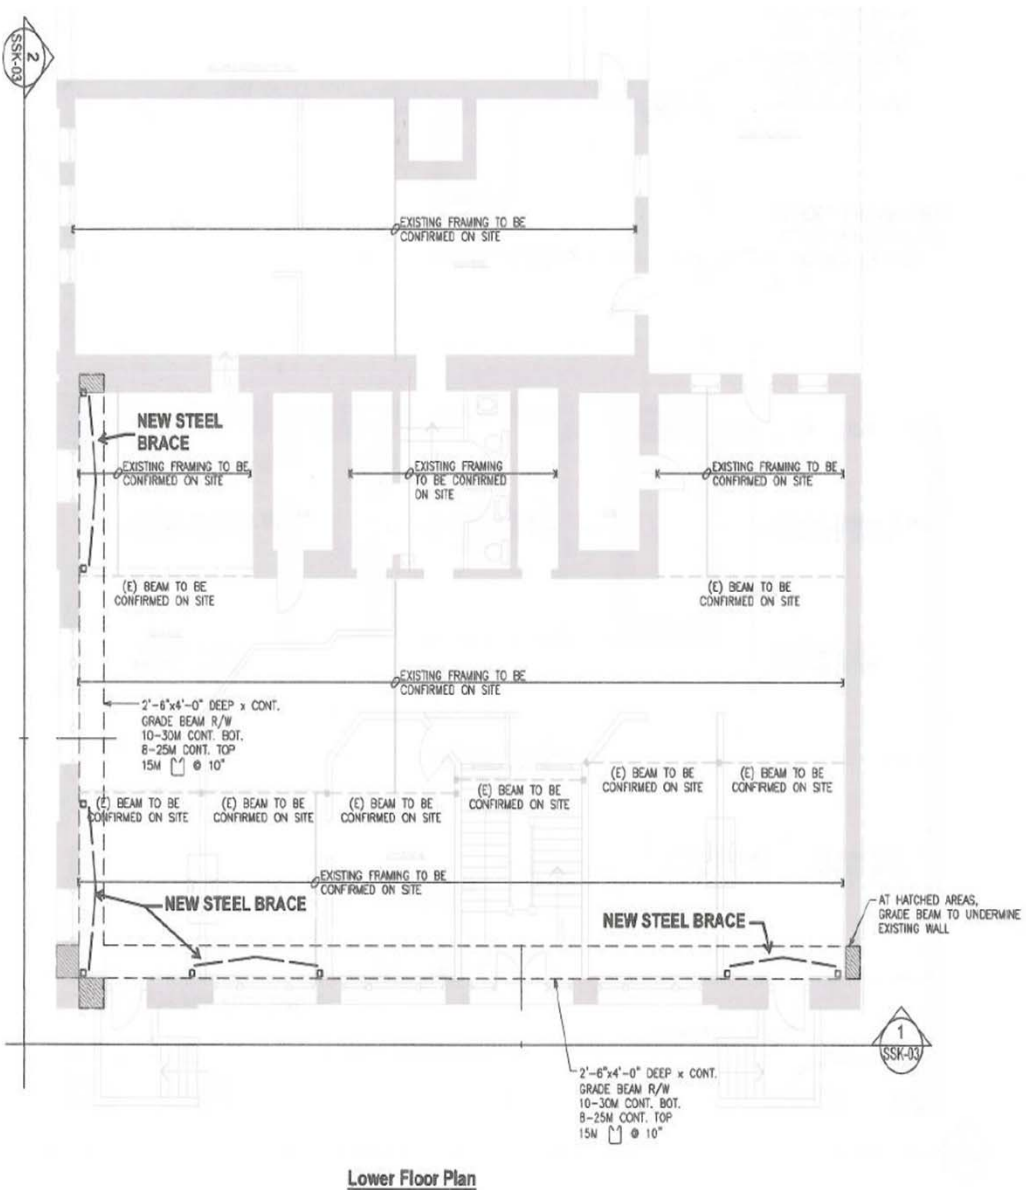 2
SSK-03
EXISTING FRAMING TO BE
CONFIRMED ON SITE
NEW STEEL
BRACE
EXISTING FRAMING TO BE
CONFIRMED ON SITE
EXISTING FRAMING
TO BE CONFIRMED
ON SITE
EXISTING FRAMING TO BE
CONFIRMED ON SITE
(E) BEAM TO BE
CONFIRMED ON SITE
(E) BEAM TO BE
CONFIRMED ON SITE
EXISTING FRAMING TO BE
CONFIRMED ON SITE
2'-6"x4'-0" DEEP x CONT.
GRADE BEAM R/W
10-30M CONT. BOT.
8-25M CONT. TOP
15M @ 10"
(E) BEAM TO BE
CONFIRMED ON SITE
(E) BEAM TO BE
CONFIRMED ON SITE
(E) BEAM TO BE
CONFIRMED ON SITE
(E) BEAM TO BE
CONFIRMED ON SITE
(E) BEAM TO BE
CONFIRMED ON SITE
(E) BEAM TO BE
CONFIRMED ON SITE
EXISTING FRAMING TO BE
CONFIRMED ON SITE
NEW STEEL BRACE
NEW STEEL BRACE
AT HATCHED AREAS,
GRADE BEAM TO UNDERMINE
EXISTING WALL
1
SSK-03
2'-6"x4'-0" DEEP x CONT.
GRADE BEAM R/W
10-30M CONT. BOT.
8-25M CONT. TOP
15M @ 10"
Lower Floor Plan